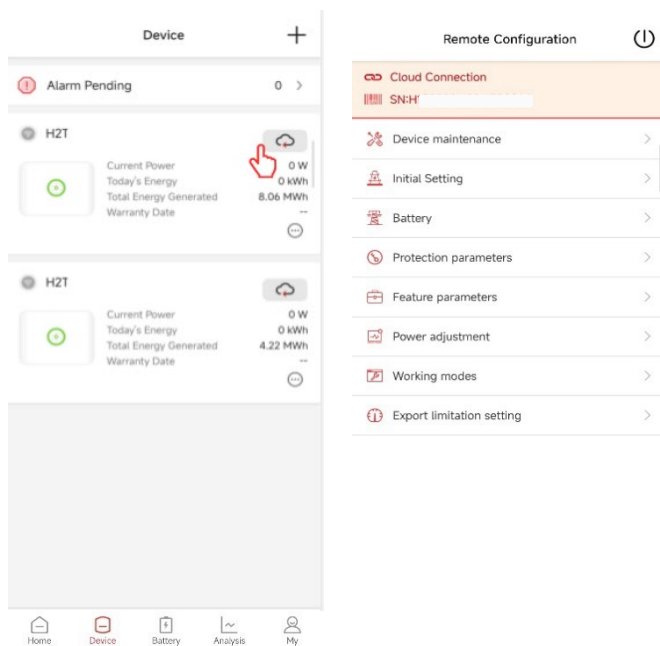 Device
Alarm Pending 0
H2T
Current Power 0 W
Today's Energy 0 kWh
Total Energy Generated 8.06 MWh
Warranty Date --
H2T
Current Power 0 W
Today's Energy 0 kWh
Total Energy Generated 4.22 MWh
Warranty Date --
Home Device Battery Analysis My
Remote Configuration
Cloud Connection
SN:H
Device maintenance
Initial Setting
Battery
Protection parameters
Feature parameters
Power adjustment
Working modes
Export limitation setting